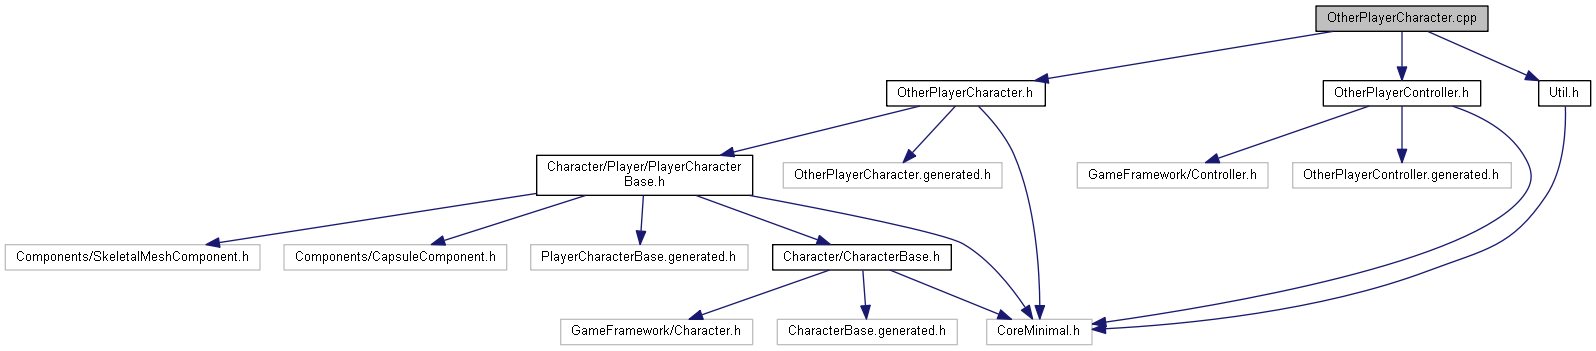 OtherPlayerCharacter.cpp
OtherPlayerCharacter.h
OtherPlayerController.h
Util.h
Character/Player/PlayerCharacter
Base.h
OtherPlayerCharacter.generated.h
GameFramework/Controller.h
OtherPlayerController.generated.h
Components/SkeletalMeshComponent.h
Components/CapsuleComponent.h
PlayerCharacterBase.generated.h
Character/CharacterBase.h
GameFramework/Character.h
CharacterBase.generated.h
CoreMinimal.h